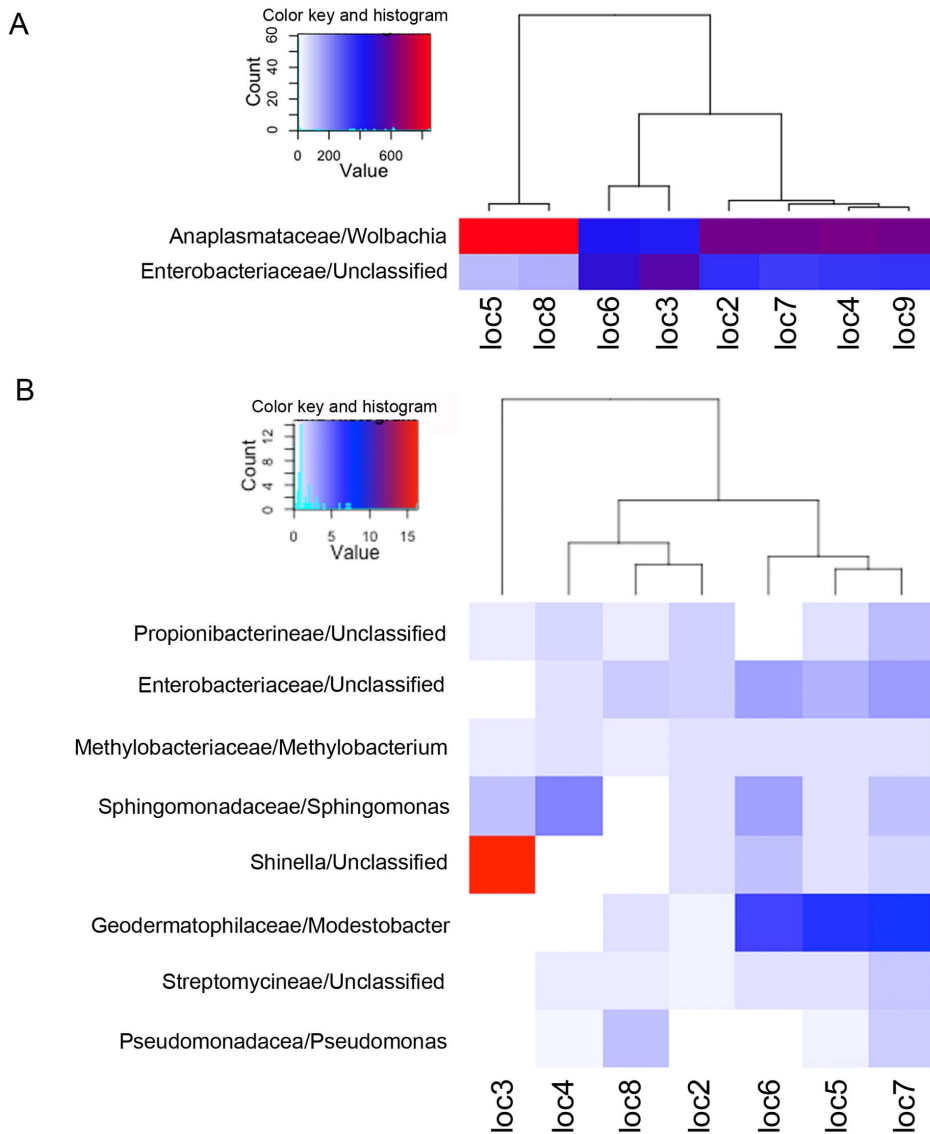 A
Color key and histogram
Count
0 20 40 60
0 200 600
Value
Anaplasmataceae/Wolbachia
Enterobacteriaceae/Unclassified
loc5 loc8 loc6 loc3 loc2 loc7 loc4 loc9
B
Color key and histogram
Count
0 4 8 12
0 5 10 15
Value
Propionibacterineae/Unclassified
Enterobacteriaceae/Unclassified
Methylobacteriaceae/Methylobacterium
Sphingomonadaceae/Sphingomonas
Shinella/Unclassified
Geodermatophilaceae/Modestobacter
Streptomycineae/Unclassified
Pseudomonadacea/Pseudomonas
loc3 loc4 loc8 loc2 loc6 loc5 loc7